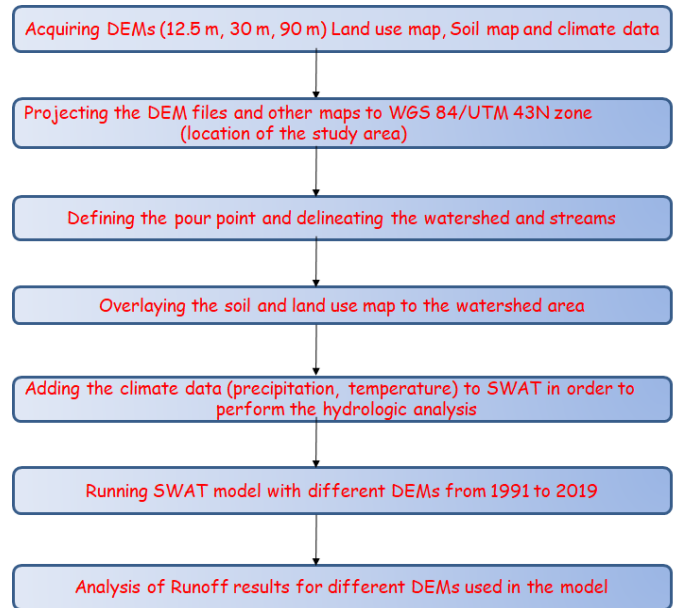 Acquiring DEMs (12.5 m, 30 m, 90 m) Land use map, Soil map and climate data
Projecting the DEM files and other maps to WGS 84/UTM 43N zone
(location of the study area)
Defining the pour point and delineating the watershed and streams
Overlaying the soil and land use map to the watershed area
Adding the climate data (precipitation, temperature) to SWAT in order to
perform the hydrologic analysis
Running SWAT model with different DEMs from 1991 to 2019
Analysis of Runoff results for different DEMs used in the model